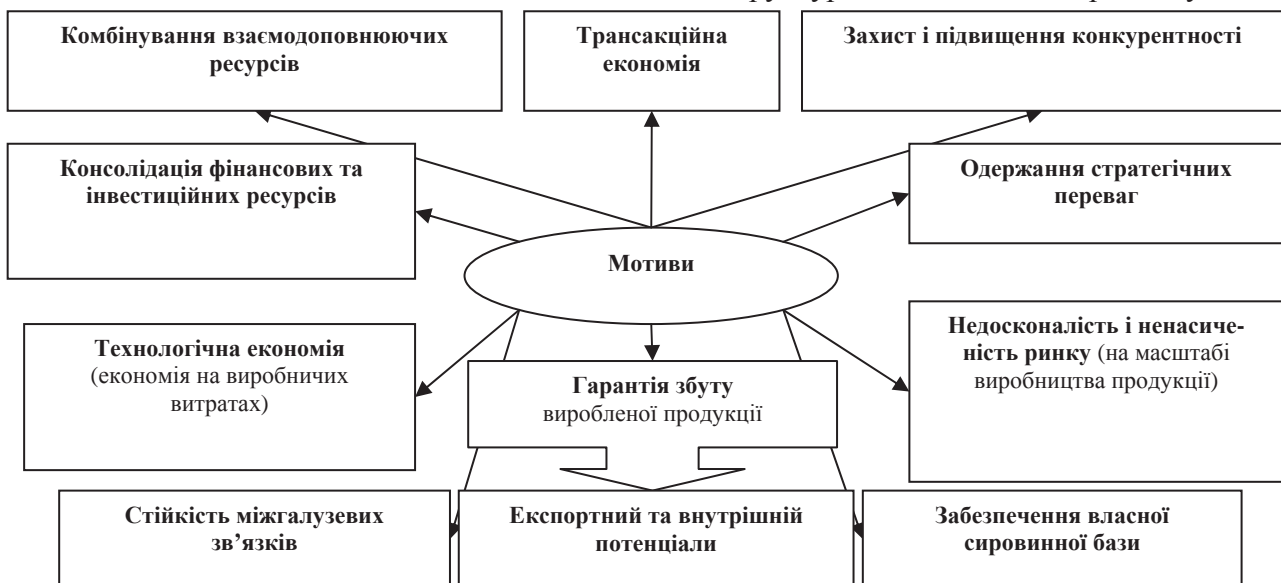 Комбінування взаємодоповнюючих
ресурсів
Трансакційна
економія
Захист і підвищення конкурентності
Консолідація фінансових та
інвестиційних ресурсів
Одержання стратегічних
переваг
Мотиви
Технологічна економія
(економія на виробничих
витратах)
Гарантія збуту
виробленої продукції
Недосконалість і ненасиче-
ність ринку (на масштабі
виробництва продукції)
Стійкість міжгалузевих
зв’язків
Експортний та внутрішній
потенціали
Забезпечення власної
сировинної бази